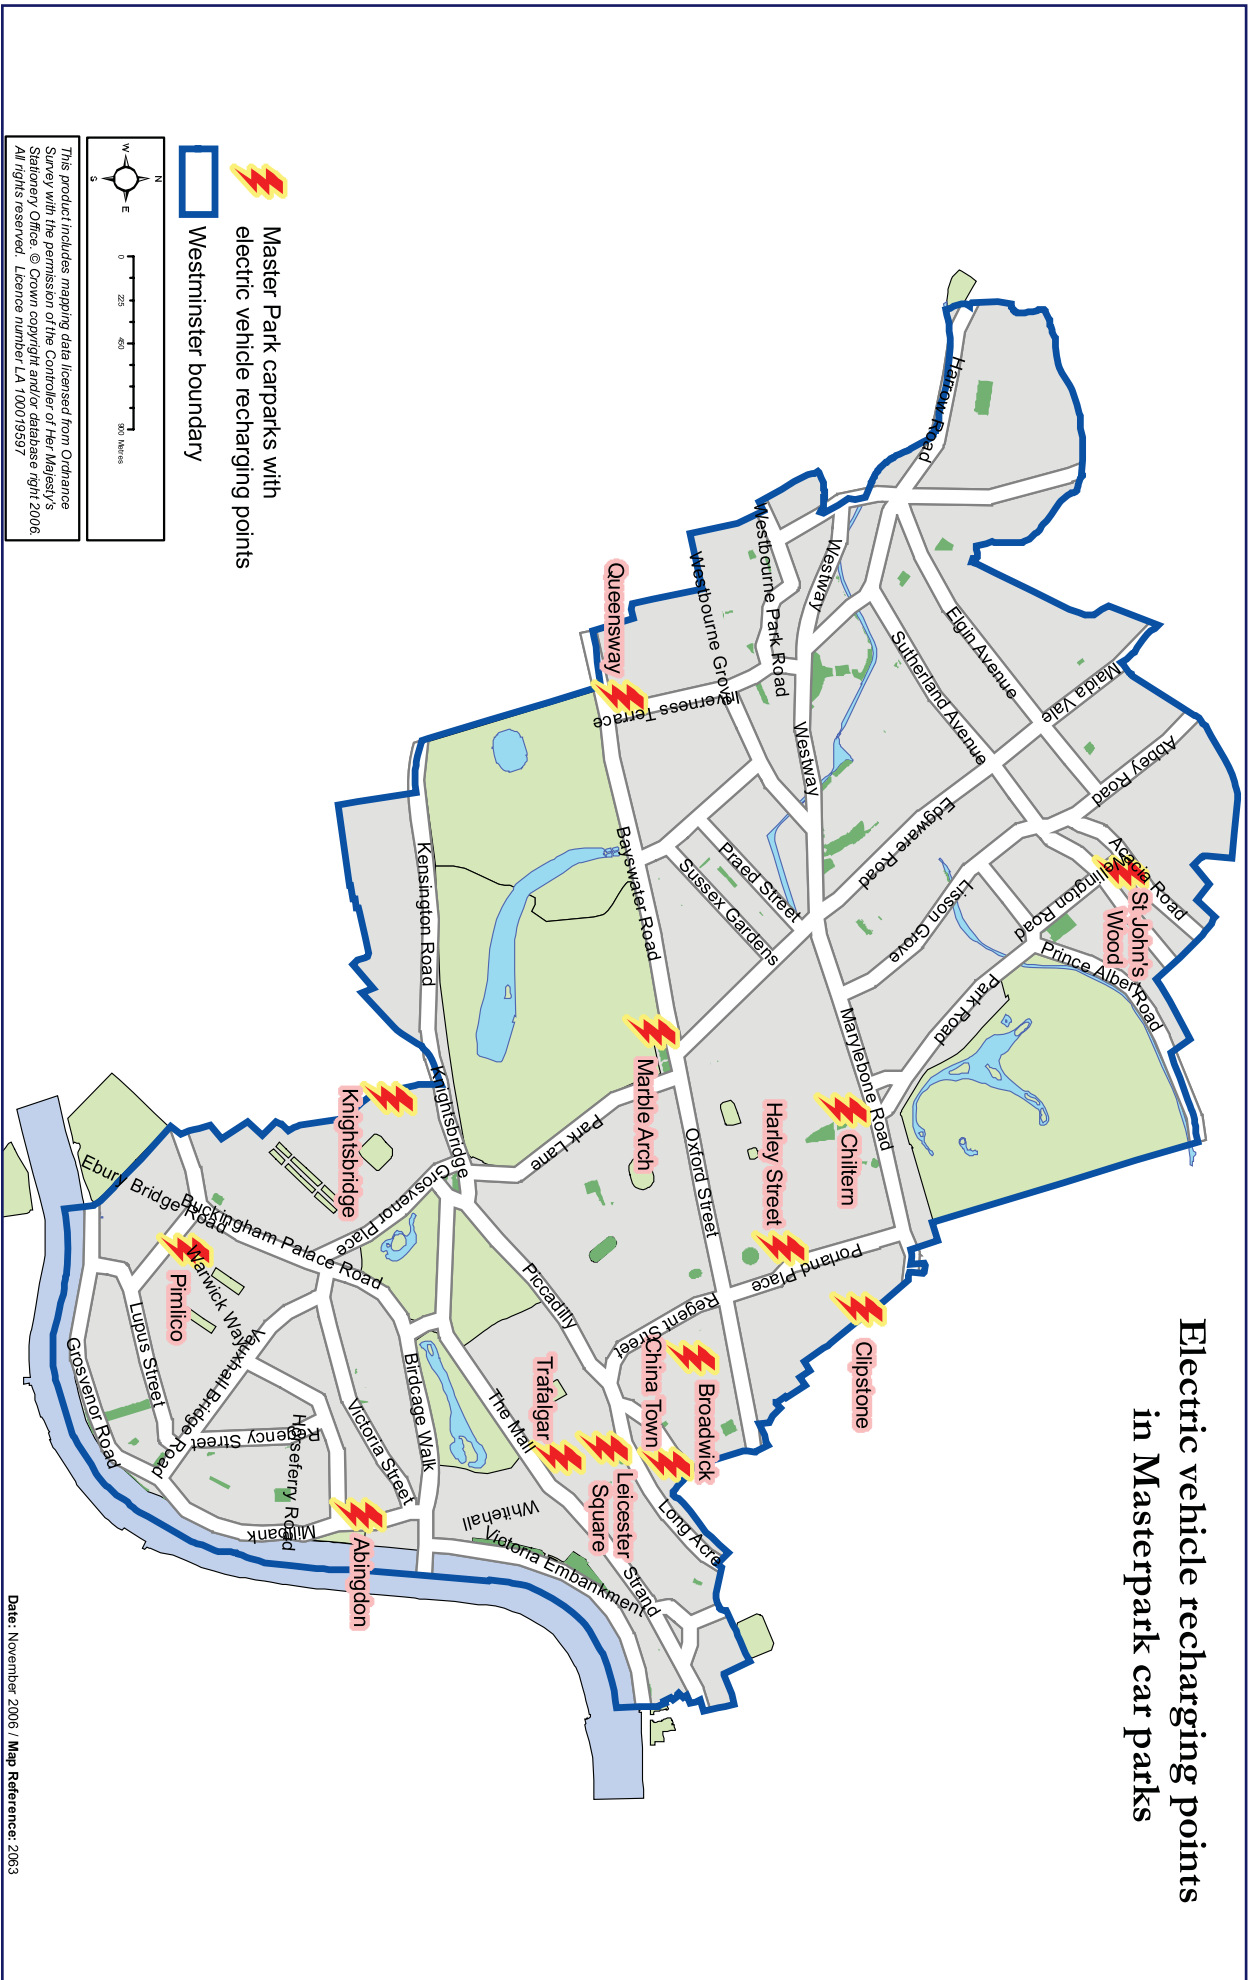 Electric vehicle recharging points
in Masterpark car parks
Harrow Road
Elgin Avenue
Maida Vale
Abbey Road
Sutherland Avenue
Westway
Westbourne Park Road
Westbourne Grove
Queensway
Inverness Terrace
Westway
Edgware Road
Acacia Road
Wellington Road
St John's
Wood
Prince Albert Road
Lisson Grove
Park Road
Praed Street
Sussex Gardens
Bayswater Road
Marylebone Road
Kensington Road
Marble Arch
Harley Street
Chiltern
Portland Place
Clipstone
Oxford Street
Park Lane
Knightsbridge
Knightsbridge
Grosvenor Place
Piccadilly
Regent Street
Broadwick
China Town
Trafalgar
Leicester
Square
Long Acre
Strand
The Mall
Whitehall
Victoria Embankment
Birdcage Walk
Buckingham Palace Road
Ebury Bridge Road
Warwick Way
Pimlico
Lupus Street
Vauxhall Bridge Road
Victoria Street
Regency Street
Horseferry Road
Millbank
Abingdon
Grosvenor Road
Master Park carparks with
electric vehicle recharging points
Westminster boundary
N
W
E
S
0 225 450 900 Metres
This product includes mapping data licensed from Ordnance
Survey with the permission of the Controller of Her Majesty's
Stationery Office. © Crown copyright and/or database right 2006.
All rights reserved. Licence number LA 100019597
Date: November 2006 / Map Reference: 2063